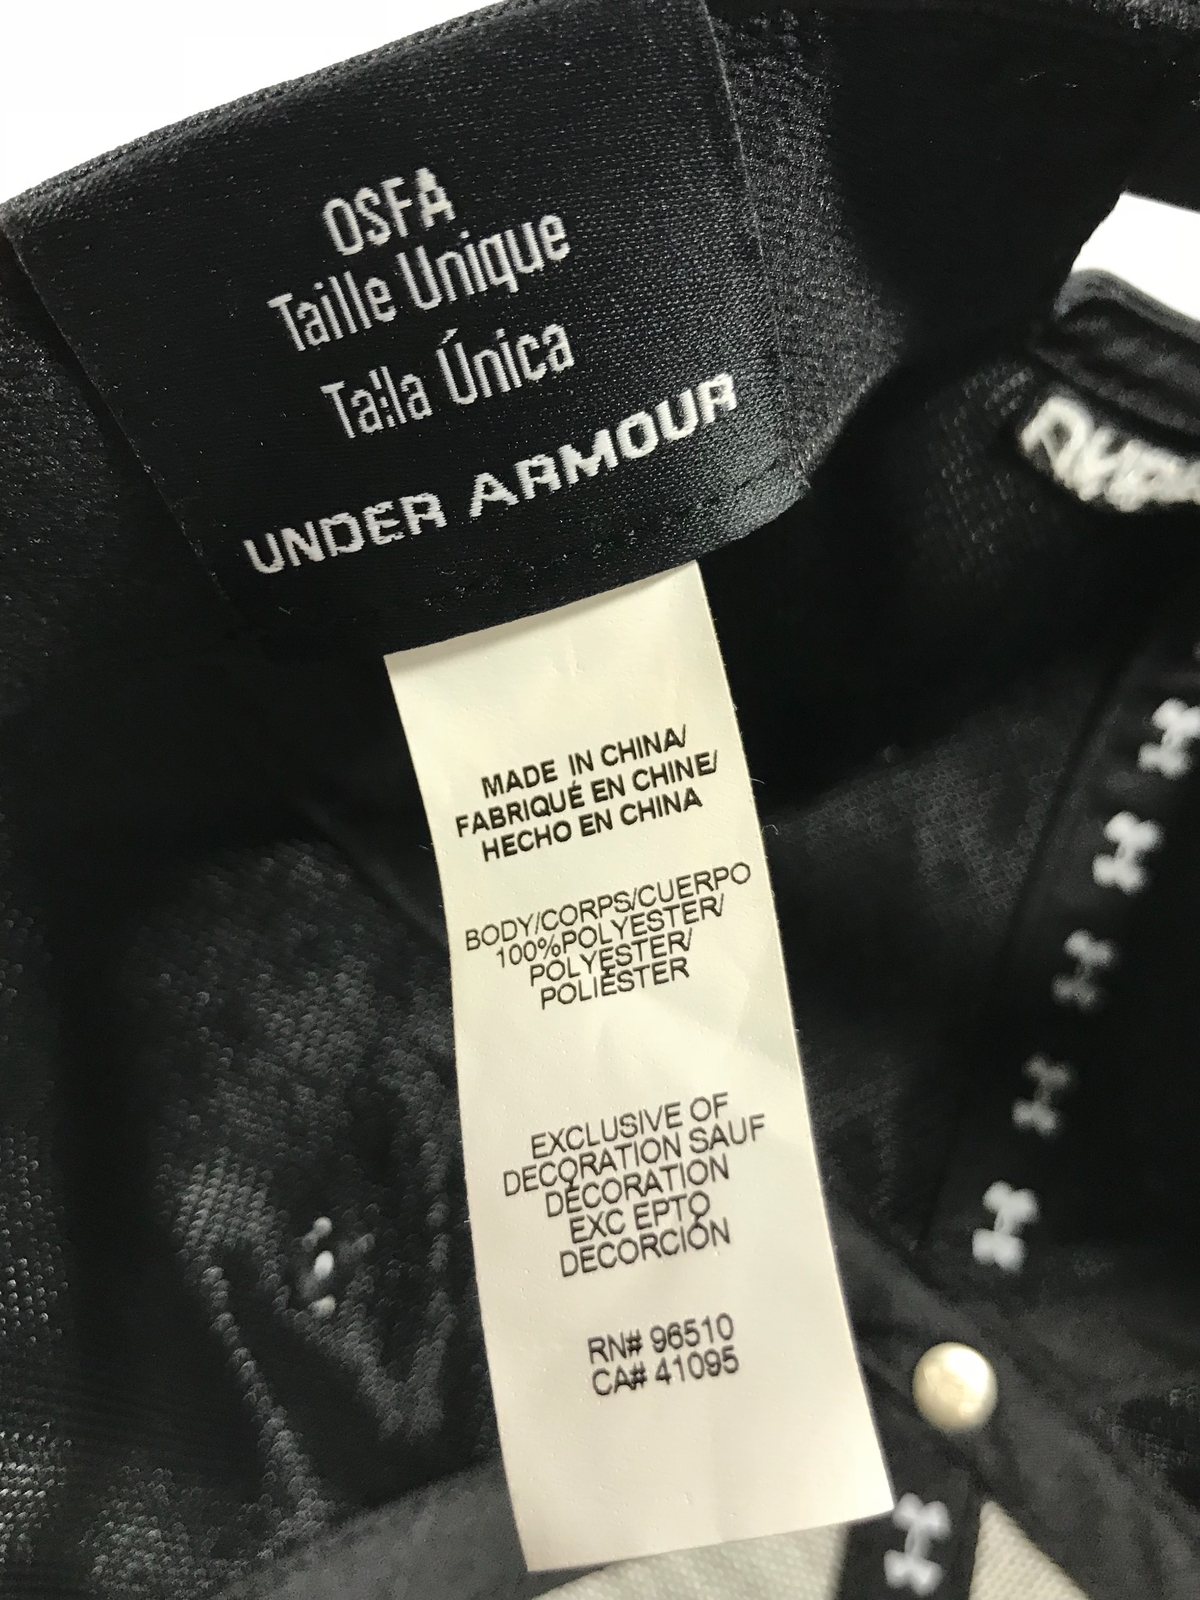 OSFA
Taille Unique
Talla Única
UNDER ARMOUR
MADE IN CHINA/
FABRIQUÉ EN CHINE/
HECHO EN CHINA
BODY/CORPS/CUERPO
100%POLYESTER/
POLYESTER/
POLIÉSTER
EXCLUSIVE OF
DECORATION SAUF
DÉCORATION
EXC EPTO
DECORCIÓN
RN# 96510
CA# 41095